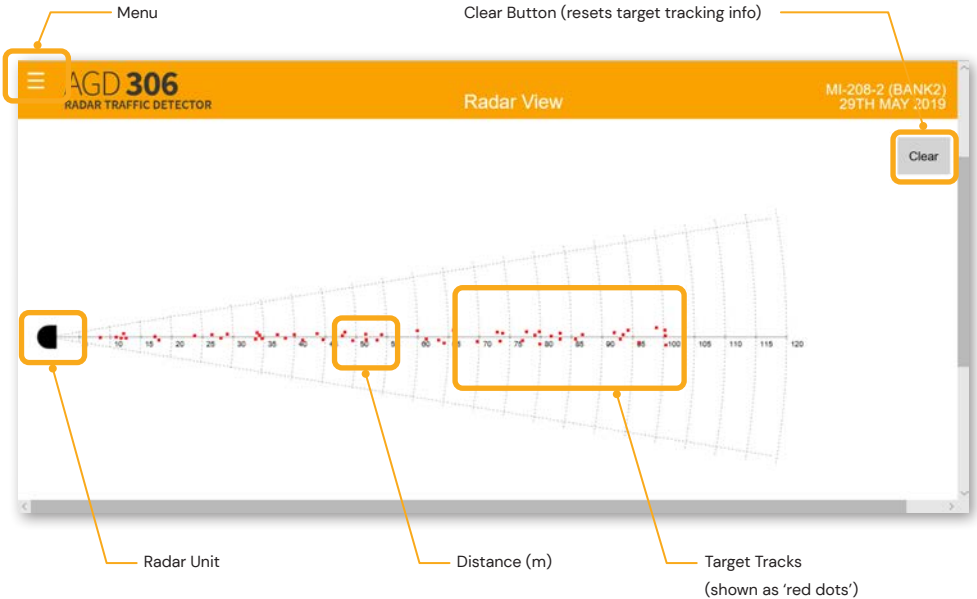 Menu
Clear Button (resets target tracking info)
AGD 306
RADAR TRAFFIC DETECTOR
Radar View
MI-208-2 (BANK2)
29TH MAY 2019
Clear
10 15 20 25 30 35 40 45 50 60 65 70 75 80 85 90 95 100 105 110 115 120
Radar Unit
Distance (m)
Target Tracks
(shown as ‘red dots’)